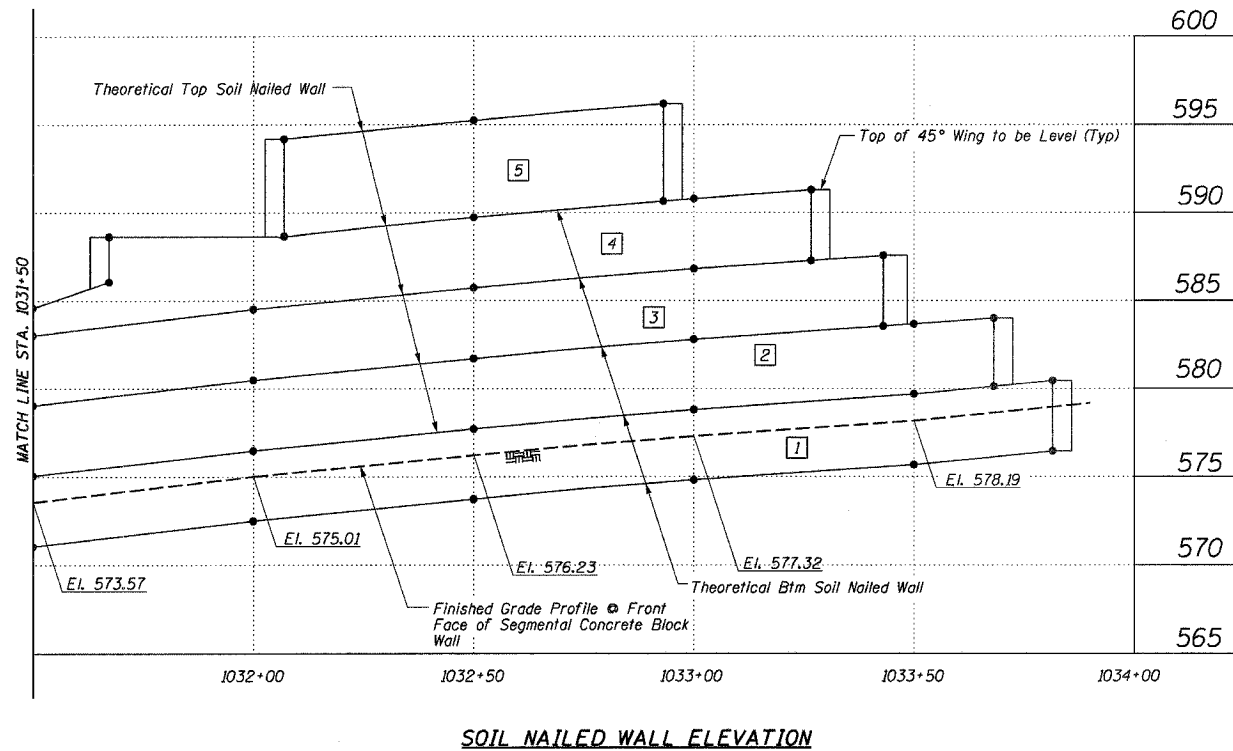 600
Theoretical Top Soil Nailed Wall
595
Top of 45° Wing to be Level (Typ)
5
590
4
MATCH LINE STA. 1031+50
585
3
2
580
1
575
El. 578.19
El. 575.01
El. 576.23
El. 577.32
570
El. 573.57
Theoretical Btm Soil Nailed Wall
Finished Grade Profile @ Front
Face of Segmental Concrete Block
Wall
565
1032+00
1032+50
1033+00
1033+50
1034+00
SOIL NAILED WALL ELEVATION